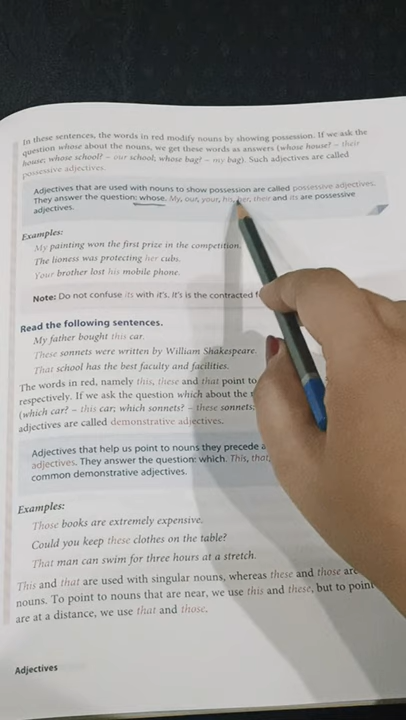 In these sentences, the words in red modify nouns by showing possession. If we ask the
question whose about the nouns, we get these words as answers (whose house? – their
house; whose school? – our school; whose bag? – my bag). Such adjectives are called
possessive adjectives.
Adjectives that are used with nouns to show possession are called possessive adjectives.
They answer the question: whose. My, our, your, his, her, their and its are possessive
adjectives.
Examples:
My painting won the first prize in the competition.
The lioness was protecting her cubs.
Your brother lost his mobile phone.
Note: Do not confuse its with it's. It's is the contracted
Read the following sentences.
My father bought this car.
These sonnets were written by William Shakespeare.
That school has the best faculty and facilities.
The words in red, namely this, these and that point to
respectively. If we ask the question which about the
(which car? – this car; which sonnets? – these sonnets;
adjectives are called demonstrative adjectives.
Adjectives that help us point to nouns they precede
adjectives. They answer the question: which. This, that,
common demonstrative adjectives.
Examples:
Those books are extremely expensive.
Could you keep these clothes on the table?
That man can swim for three hours at a stretch.
This and that are used with singular nouns, whereas these and those are
nouns. To point to nouns that are near, we use this and these, but to point
are at a distance, we use that and those.
Adjectives